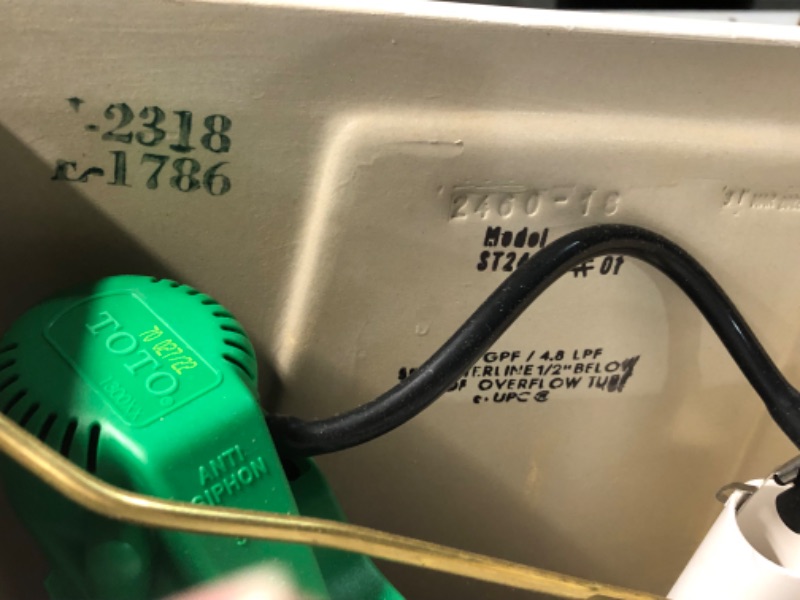 -2318
-1786
2460-16
Model
ST24 # 01
GPF / 4.8 LPF
ERLINE 1/2" BELOW
OF OVERFLOW TUBE
UPC ®
TOTO
ANTI
SIPHON